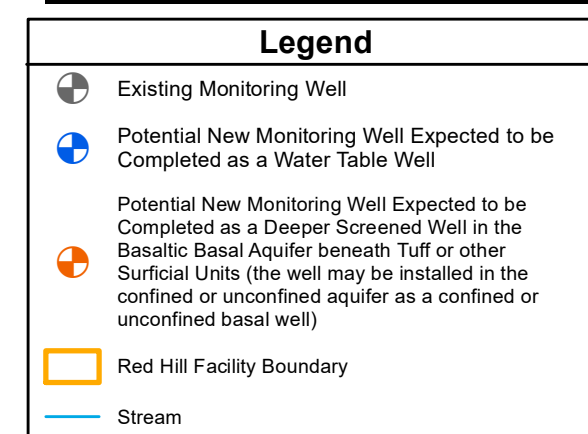 Legend
Existing Monitoring Well
Potential New Monitoring Well Expected to be
Completed as a Water Table Well
Potential New Monitoring Well Expected to be
Completed as a Deeper Screened Well in the
Basaltic Basal Aquifer beneath Tuff or other
Surficial Units (the well may be installed in the
confined or unconfined aquifer as a confined or
unconfined basal well)
Red Hill Facility Boundary
Stream